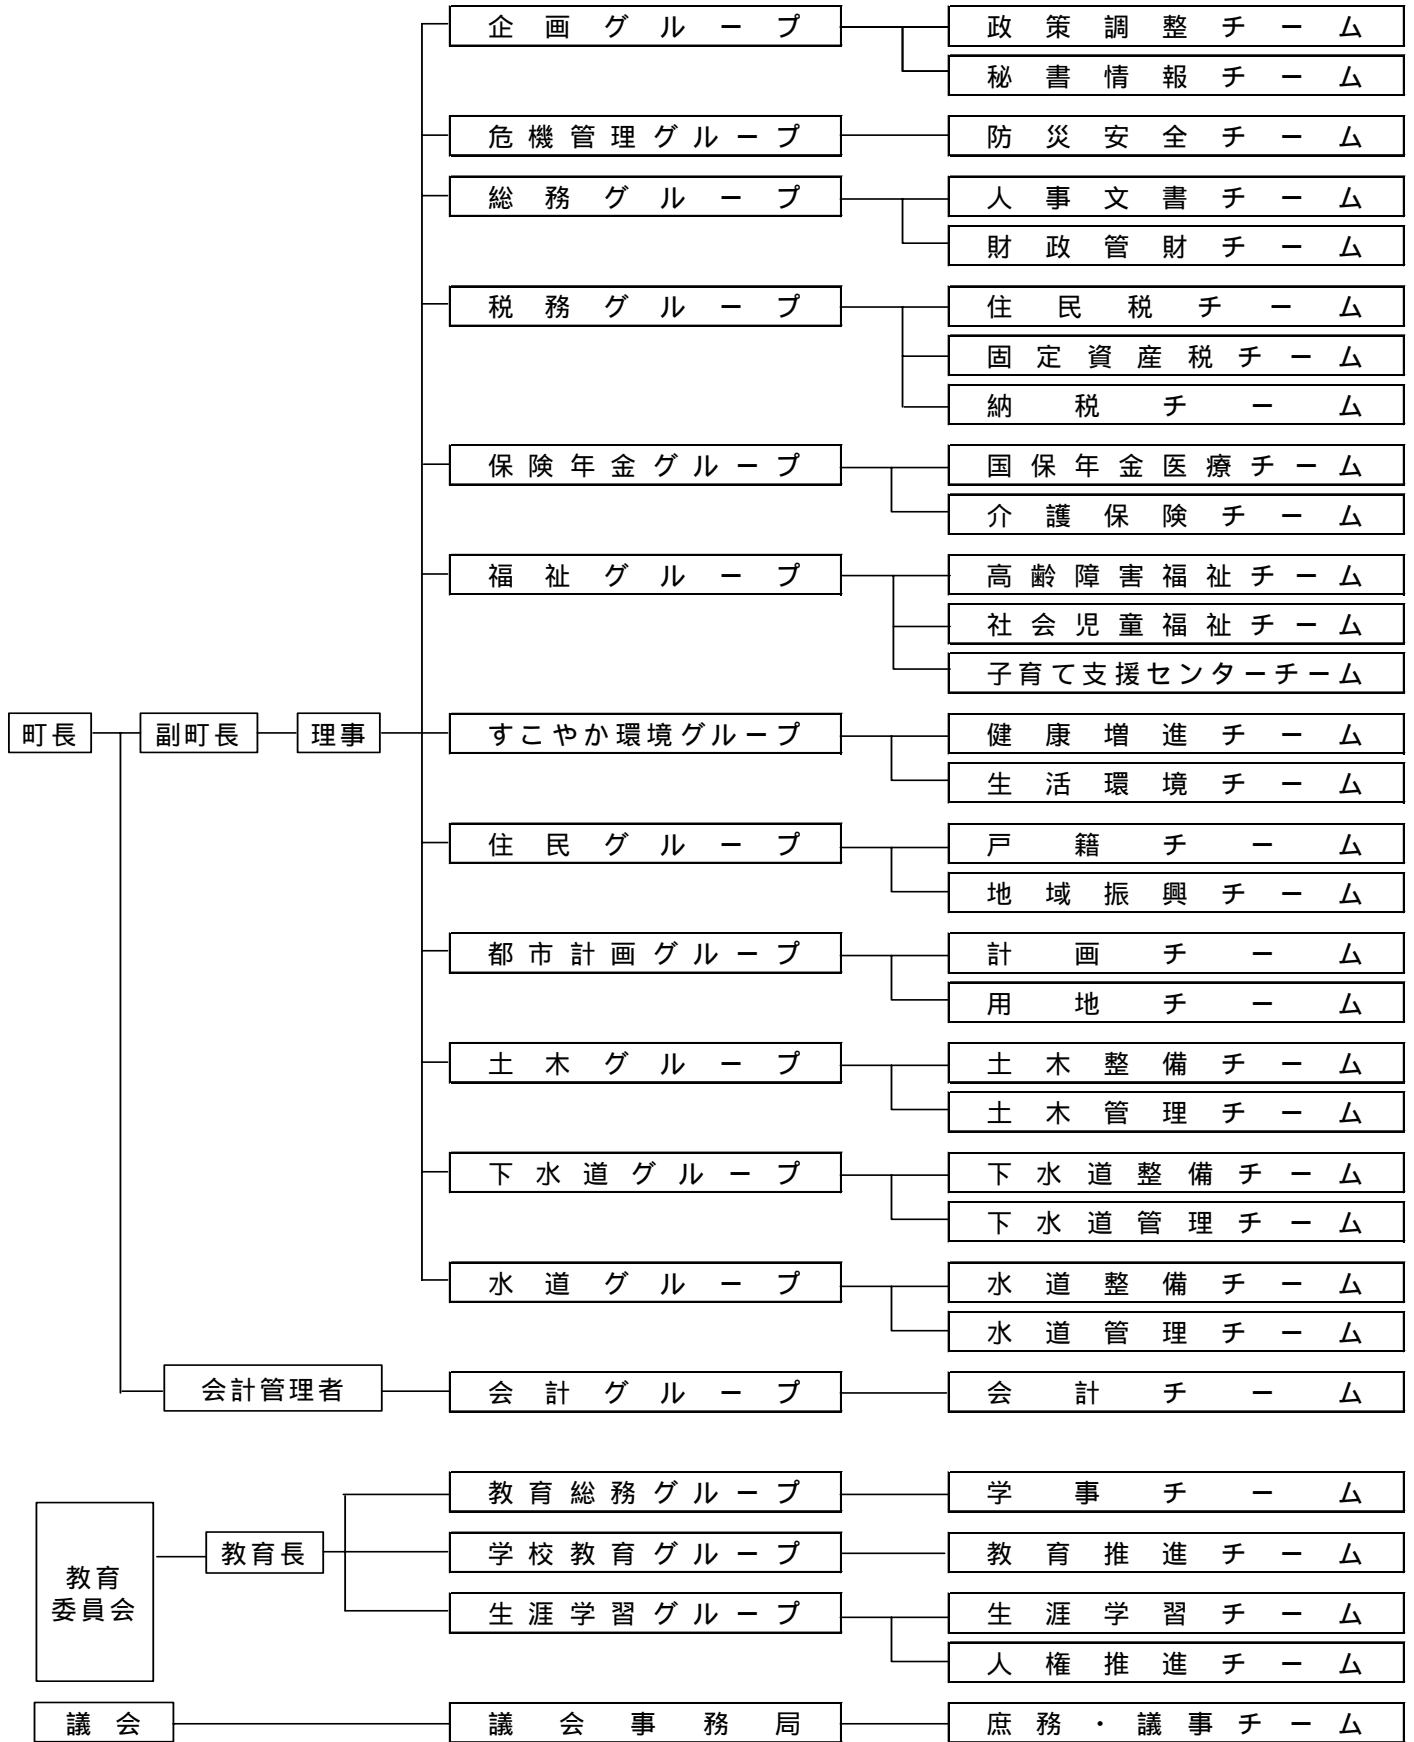 企画グループ
政策調整チーム
秘書情報チーム
危機管理グループ
防災安全チーム
総務グループ
人事文書チーム
財政管財チーム
税務グループ
住民税チーム
固定資産税チーム
納税チーム
保険年金グループ
国保年金医療チーム
介護保険チーム
福祉グループ
高齢障害福祉チーム
社会児童福祉チーム
子育て支援センターチーム
町長
副町長
理事
すこやか環境グループ
健康増進チーム
生活環境チーム
住民グループ
戸籍チーム
地域振興チーム
都市計画グループ
計画チーム
用地チーム
土木グループ
土木整備チーム
土木管理チーム
下水道グループ
下水道整備チーム
下水道管理チーム
水道グループ
水道整備チーム
水道管理チーム
会計管理者
会計グループ
会計チーム
教育
委員会
教育長
教育総務グループ
学事チーム
学校教育グループ
教育推進チーム
生涯学習グループ
生涯学習チーム
人権推進チーム
議会
議会事務局
庶務・議事チーム